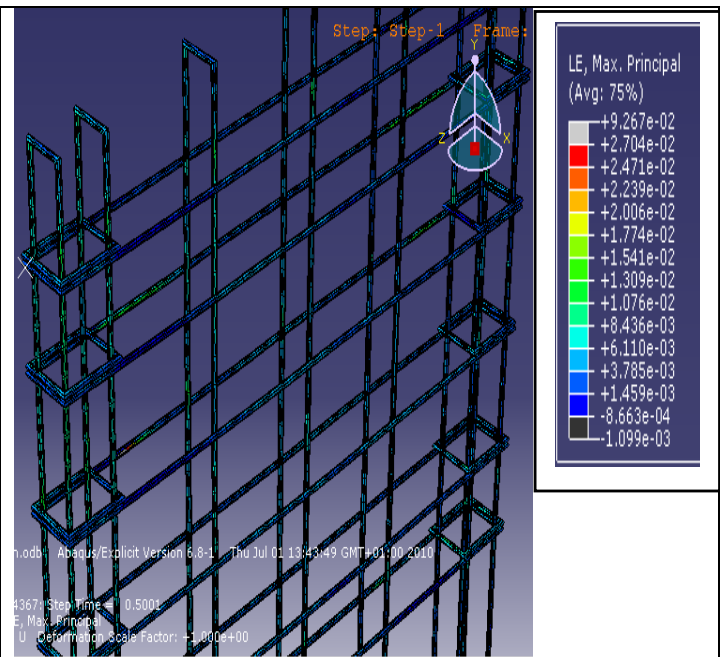 Step: Step-1 Frame:
Y
Z X
n.odb Abaqus/Explicit Version 6.8-1 Thu Jul 01 13:43:49 GMT+01:00 2010
4367: Step Time = 0.5001
E, Max. Principal
U Deformation Scale Factor: +1.000e+00
LE, Max. Principal
(Avg: 75%)
+9.267e-02
+2.704e-02
+2.471e-02
+2.239e-02
+2.006e-02
+1.774e-02
+1.541e-02
+1.309e-02
+1.076e-02
+8.436e-03
+6.110e-03
+3.785e-03
+1.459e-03
-8.663e-04
-1.099e-03